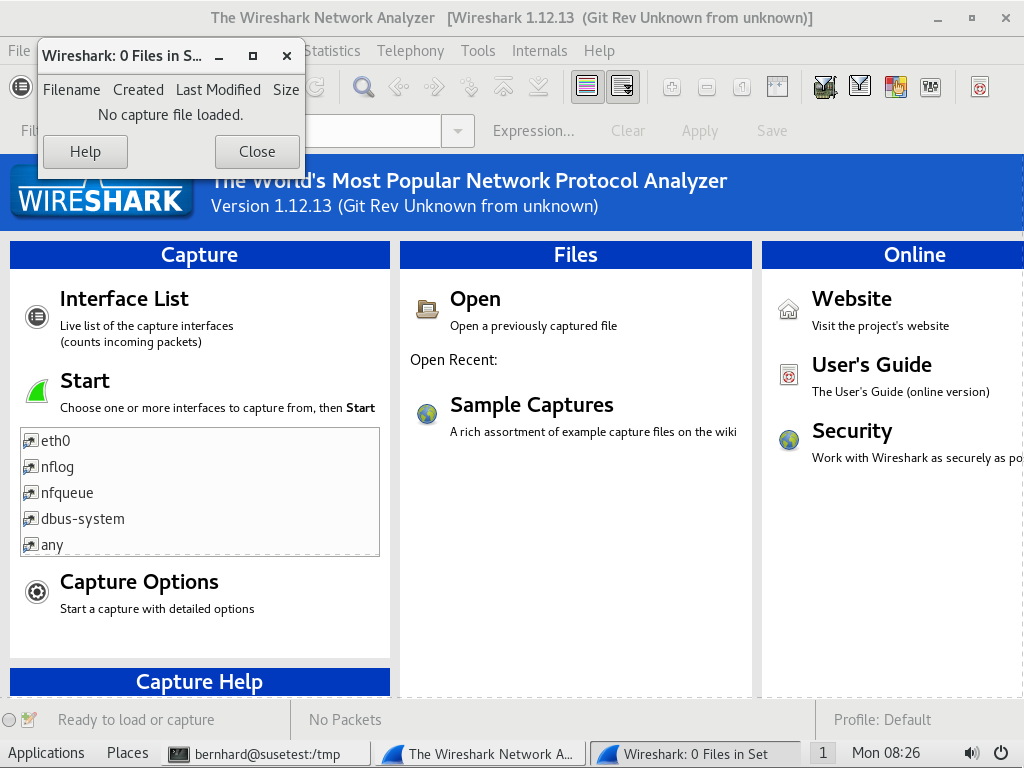 The Wireshark Network Analyzer [Wireshark 1.12.13 (Git Rev Unknown from unknown)]
File
Statistics Telephony Tools Internals Help
Wireshark: 0 Files in S...
Filename Created Last Modified Size
No capture file loaded.
Help Close
Expression... Clear Apply Save
WIRESHARK
The World's Most Popular Network Protocol Analyzer
Version 1.12.13 (Git Rev Unknown from unknown)
Capture
Interface List
Live list of the capture interfaces
(counts incoming packets)
Start
Choose one or more interfaces to capture from, then Start
eth0
nflog
nfqueue
dbus-system
any
Capture Options
Start a capture with detailed options
Capture Help
Files
Open
Open a previously captured file
Open Recent:
Sample Captures
A rich assortment of example capture files on the wiki
Online
Website
Visit the project's website
User's Guide
The User's Guide (online version)
Security
Work with Wireshark as securely as po
Ready to load or capture No Packets Profile: Default
Applications Places bernhard@susetest:/tmp The Wireshark Network A... Wireshark: 0 Files in Set 1 Mon 08:26